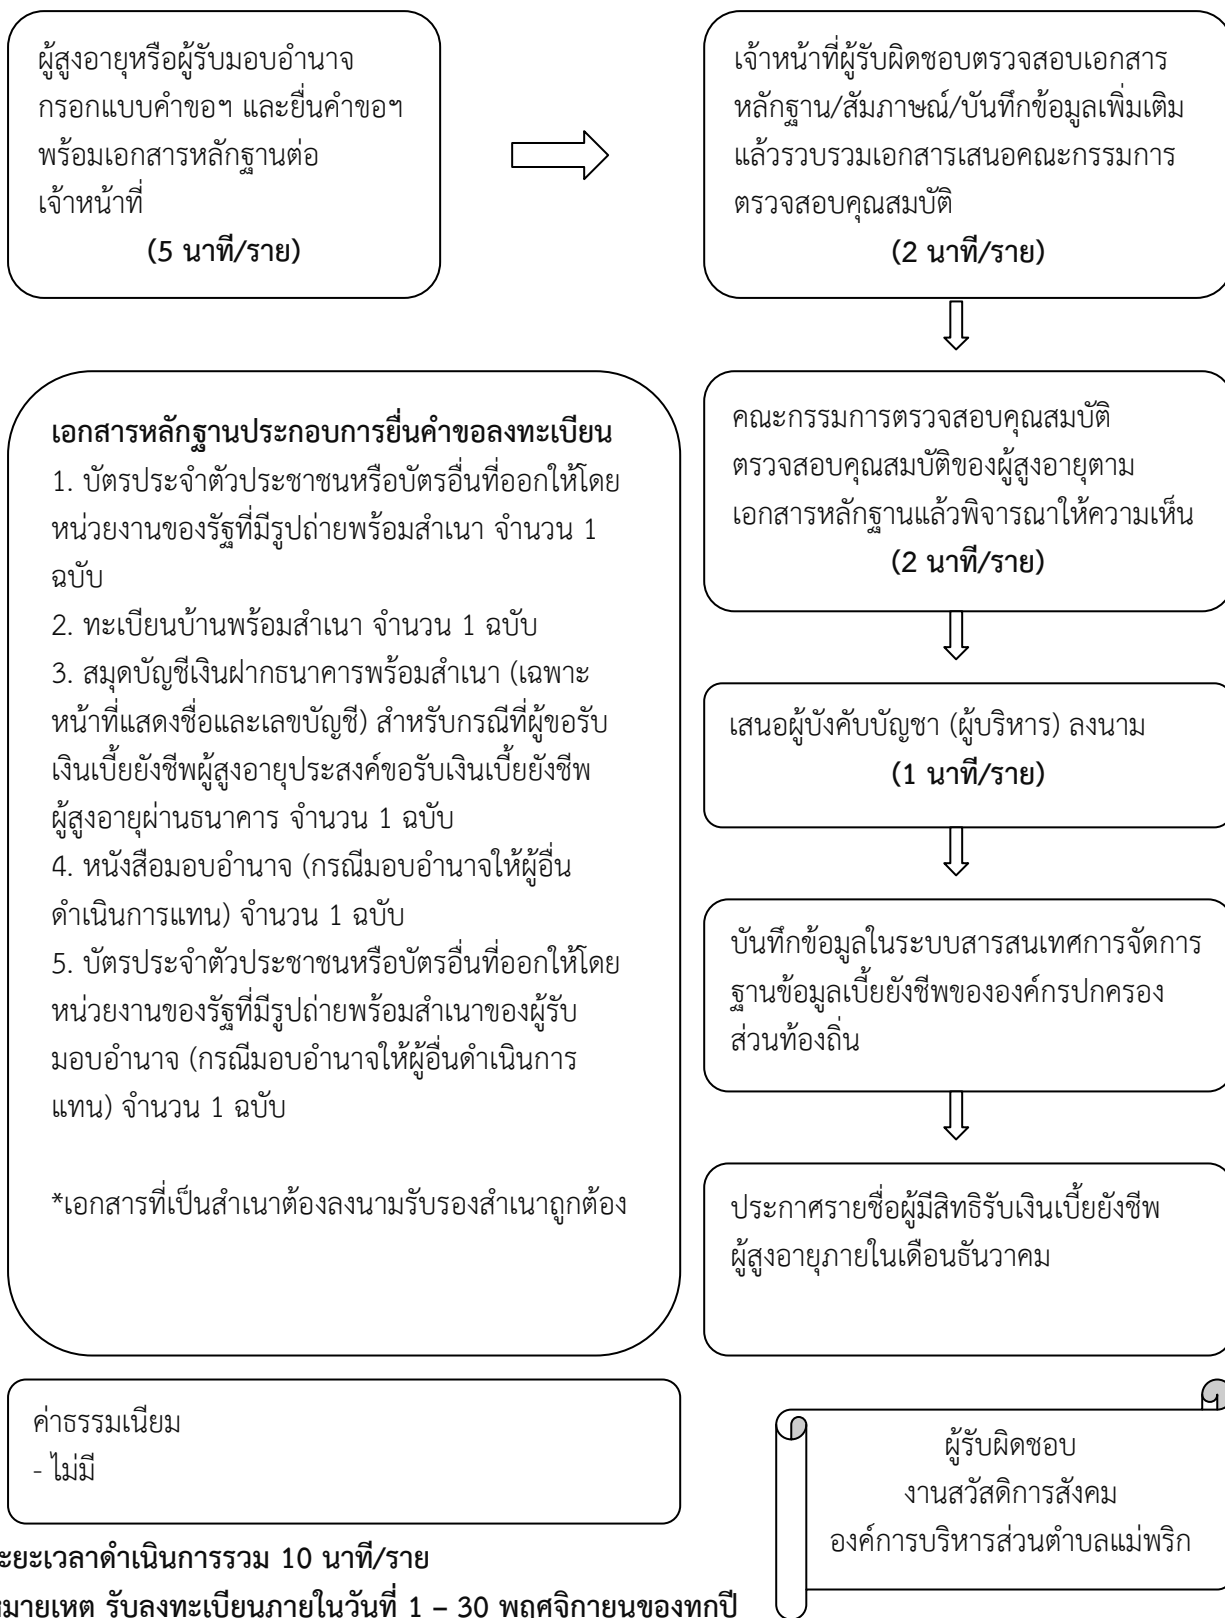 ผู้สูงอายุหรือผู้รับมอบอำนาจ
กรอกแบบคำขอฯ และยื่นคำขอฯ
พร้อมเอกสารหลักฐานต่อ
เจ้าหน้าที่
(5 นาที/ราย)
เจ้าหน้าที่ผู้รับผิดชอบตรวจสอบเอกสาร
หลักฐาน/สัมภาษณ์/บันทึกข้อมูลเพิ่มเติม
แล้วรวบรวมเอกสารเสนอคณะกรรมการ
ตรวจสอบคุณสมบัติ
(2 นาที/ราย)
คณะกรรมการตรวจสอบคุณสมบัติ
ตรวจสอบคุณสมบัติของผู้สูงอายุตาม
เอกสารหลักฐานแล้วพิจารณาให้ความเห็น
(2 นาที/ราย)
เสนอผู้บังคับบัญชา (ผู้บริหาร) ลงนาม
(1 นาที/ราย)
บันทึกข้อมูลในระบบสารสนเทศการจัดการ
ฐานข้อมูลเบี้ยยังชีพขององค์กรปกครอง
ส่วนท้องถิ่น
ประกาศรายชื่อผู้มีสิทธิรับเงินเบี้ยยังชีพ
ผู้สูงอายุภายในเดือนธันวาคม
เอกสารหลักฐานประกอบการยื่นคำขอลงทะเบียน
1. บัตรประจำตัวประชาชนหรือบัตรอื่นที่ออกให้โดย
หน่วยงานของรัฐที่มีรูปถ่ายพร้อมสำเนา จำนวน 1
ฉบับ
2. ทะเบียนบ้านพร้อมสำเนา จำนวน 1 ฉบับ
3. สมุดบัญชีเงินฝากธนาคารพร้อมสำเนา (เฉพาะ
หน้าที่แสดงชื่อและเลขบัญชี) สำหรับกรณีที่ผู้ขอรับ
เงินเบี้ยยังชีพผู้สูงอายุประสงค์ขอรับเงินเบี้ยยังชีพ
ผู้สูงอายุผ่านธนาคาร จำนวน 1 ฉบับ
4. หนังสือมอบอำนาจ (กรณีมอบอำนาจให้ผู้อื่น
ดำเนินการแทน) จำนวน 1 ฉบับ
5. บัตรประจำตัวประชาชนหรือบัตรอื่นที่ออกให้โดย
หน่วยงานของรัฐที่มีรูปถ่ายพร้อมสำเนาของผู้รับ
มอบอำนาจ (กรณีมอบอำนาจให้ผู้อื่นดำเนินการ
แทน) จำนวน 1 ฉบับ
*เอกสารที่เป็นสำเนาต้องลงนามรับรองสำเนาถูกต้อง
ค่าธรรมเนียม
- ไม่มี
ผู้รับผิดชอบ
งานสวัสดิการสังคม
องค์การบริหารส่วนตำบลแม่พริก
ะยะเวลาดำเนินการรวม 10 นาที/ราย
หมายเหตุ รับลงทะเบียนภายในวันที่ 1 – 30 พฤศจิกายนของทุกปี